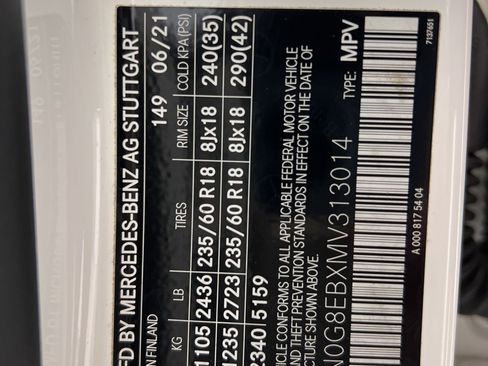 FD BY MERCEDES-BENZ AG STUTTGART
IN FINLAND 149 06/21
KG LB TIRES RIM SIZE COLD KPA(PSI)
1105 2436 235/60 R18 8Jx18 240(35)
1235 2723 235/60 R18 8Jx18 290(42)
2340 5159
ICLE CONFORMS TO ALL APPLICABLE FEDERAL MOTOR VEHICLE
AND THEFT PREVENTION STANDARDS IN EFFECT ON THE DATE OF
CTURE SHOWN ABOVE.
N0G8EBXMV313014 TYPE: MPV
A 000 817 54 04 7137651